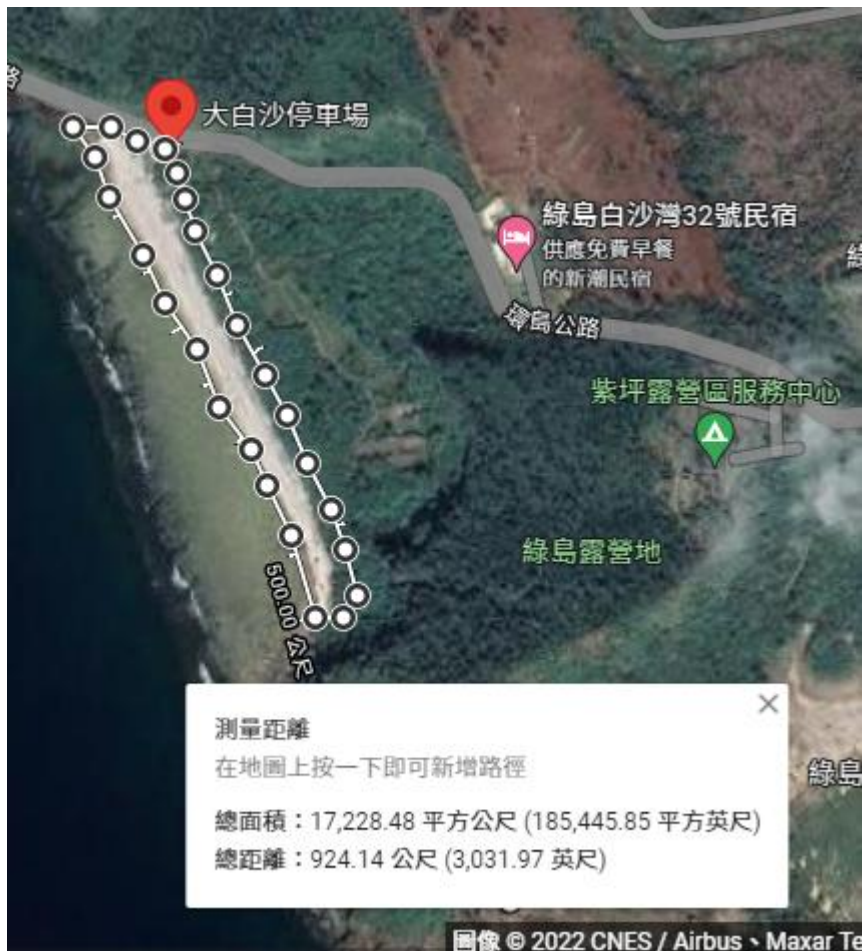 路
大白沙停車場
綠島白沙灣32號民宿
供應免費早餐
的新潮民宿
綠
環島公路
紫坪露營區服務中心
綠島露營地
500.00 公尺
測量距離
在地圖上按一下即可新增路徑
總面積：17,228.48 平方公尺 (185,445.85 平方英尺)
總距離：924.14 公尺 (3,031.97 英尺)
綠島
圖像 © 2022 CNES / Airbus、Maxar Te